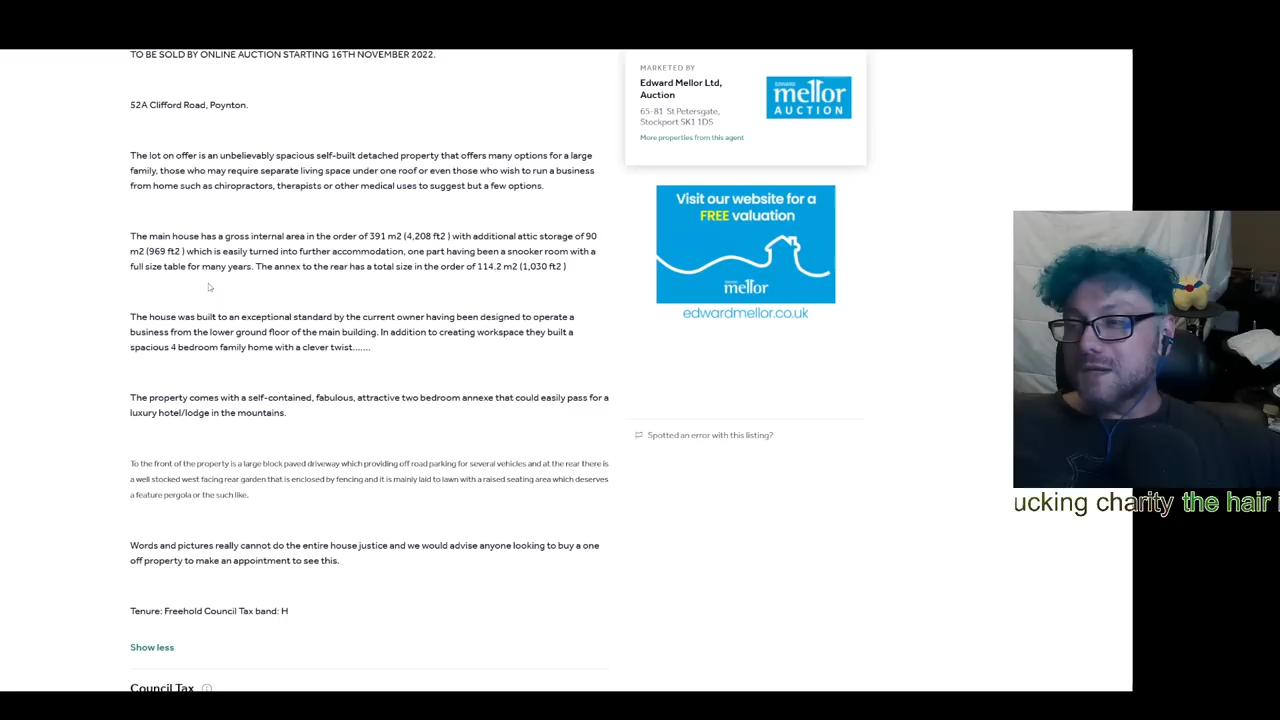 TO BE SOLD BY ONLINE AUCTION STARTING 16TH NOVEMBER 2022.
52A Clifford Road, Poynton.
The lot on offer is an unbelievably spacious self-built detached property that offers many options for a large
family, those who may require separate living space under one roof or even those who wish to run a business
from home such as chiropractors, therapists or other medical uses to suggest but a few options.
The main house has a gross internal area in the order of 391 m2 (4,208 ft2 ) with additional attic storage of 90
m2 (969 ft2 ) which is easily turned into further accommodation, one part having been a snooker room with a
full size table for many years. The annex to the rear has a total size in the order of 114.2 m2 (1,030 ft2 )
The house was built to an exceptional standard by the current owner having been designed to operate a
business from the lower ground floor of the main building. In addition to creating workspace they built a
spacious 4 bedroom family home with a clever twist.......
The property comes with a self-contained, fabulous, attractive two bedroom annexe that could easily pass for a
luxury hotel/lodge in the mountains.
To the front of the property is a large block paved driveway which providing off road parking for several vehicles and at the rear there is
a well stocked west facing rear garden that is enclosed by fencing and it is mainly laid to lawn with a raised seating area which deserves
a feature pergola or the such like.
Words and pictures really cannot do the entire house justice and we would advise anyone looking to buy a one
off property to make an appointment to see this.
Tenure: Freehold Council Tax band: H
Show less
Council Tax
MARKETED BY
Edward Mellor Ltd,
Auction
65-81 St Petersgate,
Stockport SK1 1DS
More properties from this agent
EDWARD
mellor
AUCTION
Visit our website for a
FREE valuation
mellor
edwardmellor.co.uk
Spotted an error with this listing?
ucking charity the hair i